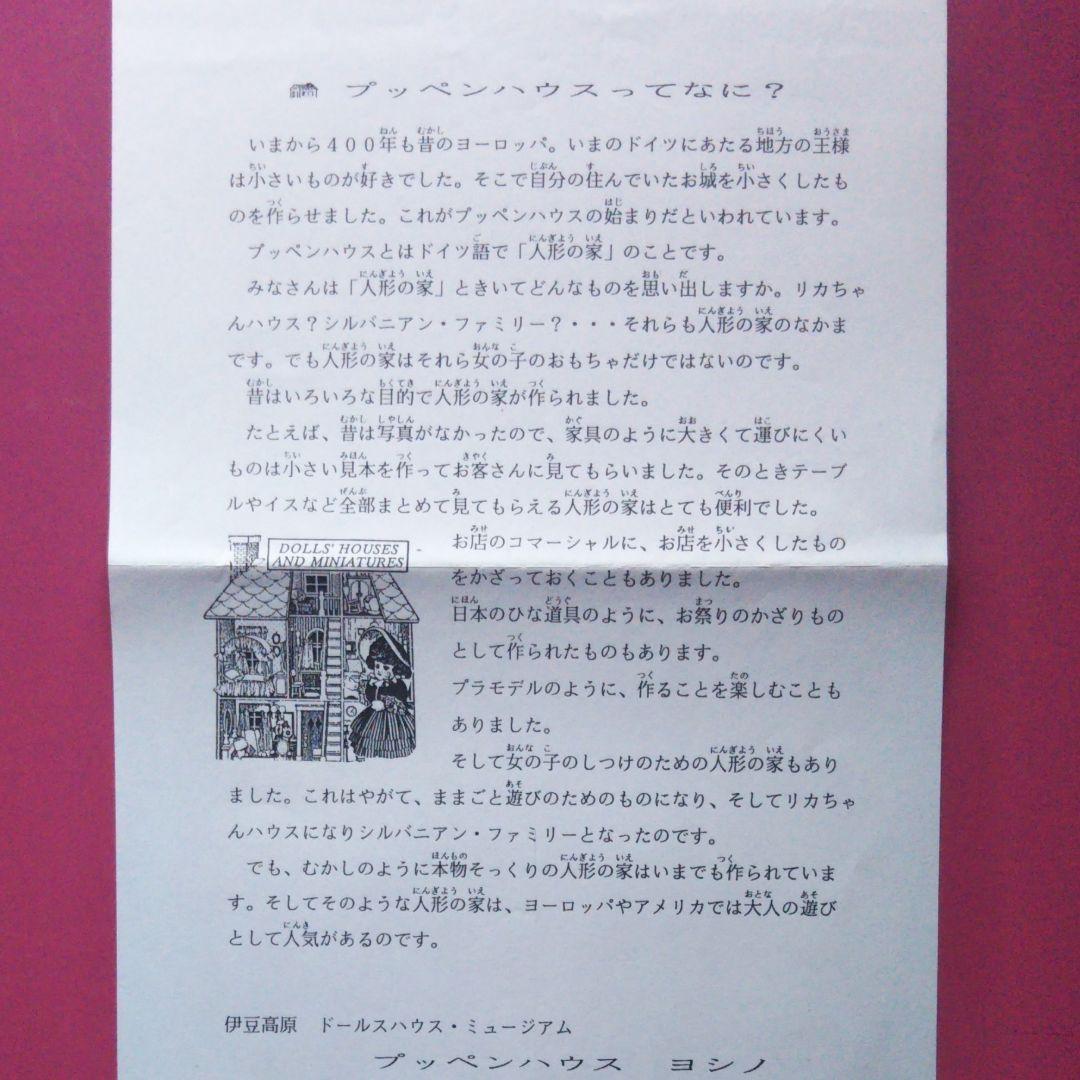 プッペンハウスってなに？
いまから４００年も昔のヨーロッパ。いまのドイツにあたる地方の王様
は小さいものが好きでした。そこで自分の住んでいたお城を小さくしたも
のを作らせました。これがプッペンハウスの始まりだといわれています。
プッペンハウスとはドイツ語で「人形の家」のことです。
みなさんは「人形の家」ときいてどんなものを思い出しますか。リカちゃ
んハウス？シルバニアン・ファミリー？・・・それらも人形の家のなかま
です。でも人形の家はそれら女の子のおもちゃだけではないのです。
昔はいろいろな目的で人形の家が作られました。
たとえば、昔は写真がなかったので、家具のように大きくて運びにくい
ものは小さい見本を作ってお客さんに見てもらいました。そのときテーブ
ルやイスなど全部まとめて見てもらえる人形の家はとても便利でした。
お店のコマーシャルに、お店を小さくしたもの
をかざっておくこともありました。
日本のひな道具のように、お祭りのかざりもの
として作られたものもあります。
プラモデルのように、作ることを楽しむことも
ありました。
そして女の子のしつけのための人形の家もあり
DOLLS' HOUSES
AND MINIATURES
ました。これはやがて、ままごと遊びのためのものになり、そしてリカちゃ
んハウスになりシルバニアン・ファミリーとなったのです。
でも、むかしのように本物そっくりの人形の家はいまでも作られていま
す。そしてそのような人形の家は、ヨーロッパやアメリカでは大人の遊び
として人気があるのです。
伊豆高原　ドールスハウス・ミュージアム
プッペンハウス　ヨシノ